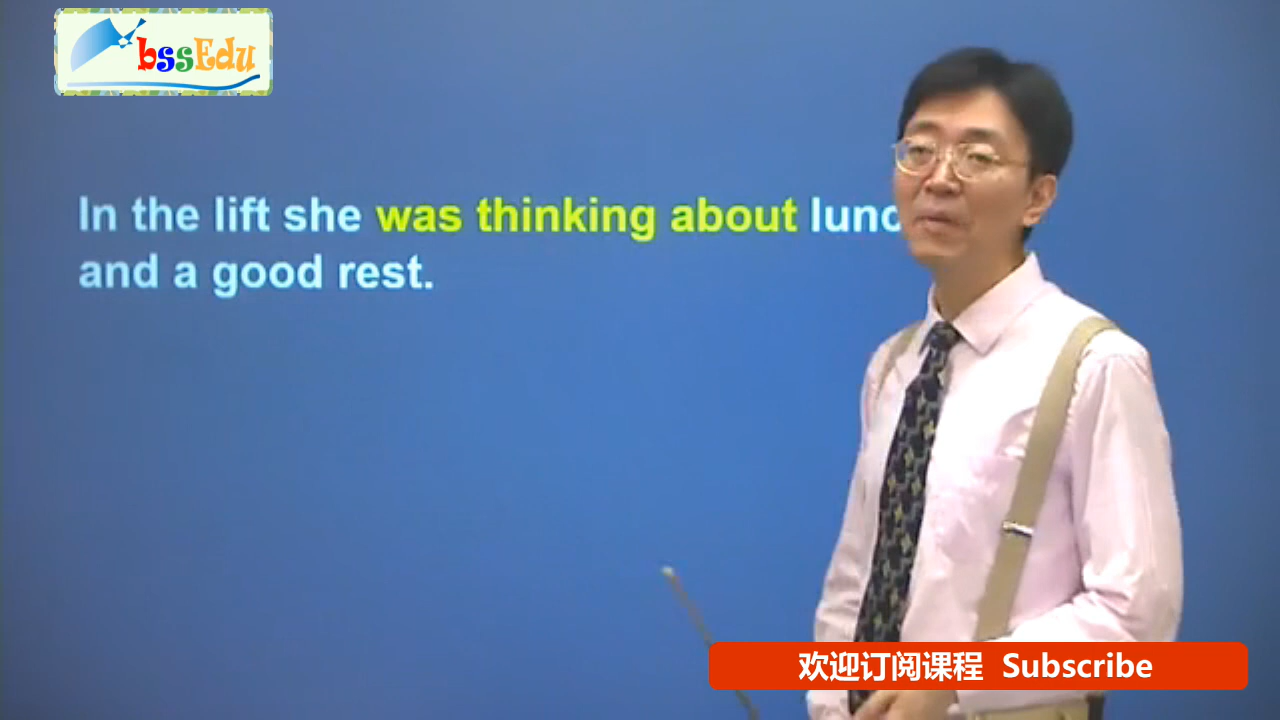 bssEdu
In the lift she was thinking about lunc
and a good rest.
欢迎订阅课程 Subscribe